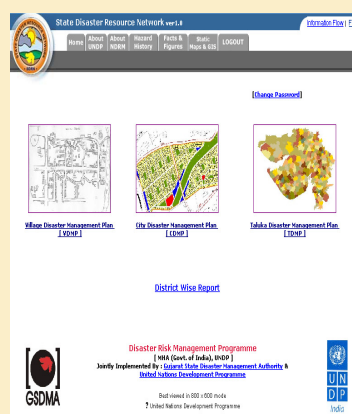 State Disaster Resource Network ver1.0
Information Flow |
Home
About UNDP
About NDRM
Hazard History
Facts & Figures
Static Maps & GIS
LOGOUT
[Change Password]
Village Disaster Management Plan
[ VDMP ]
City Disaster Management Plan
[ CDMP ]
Taluka Disaster Management Plan
[ TDMP ]
District Wise Report
Disaster Risk Management Programme
[ MHA (Govt. of India), UNDP ]
Jointly Implemented By : Gujarat State Disaster Management Authority &
United Nations Development Programme
GSDMA
U N
D P
India
Best viewed in 800 x 600 mode
? United Nations Development Programme